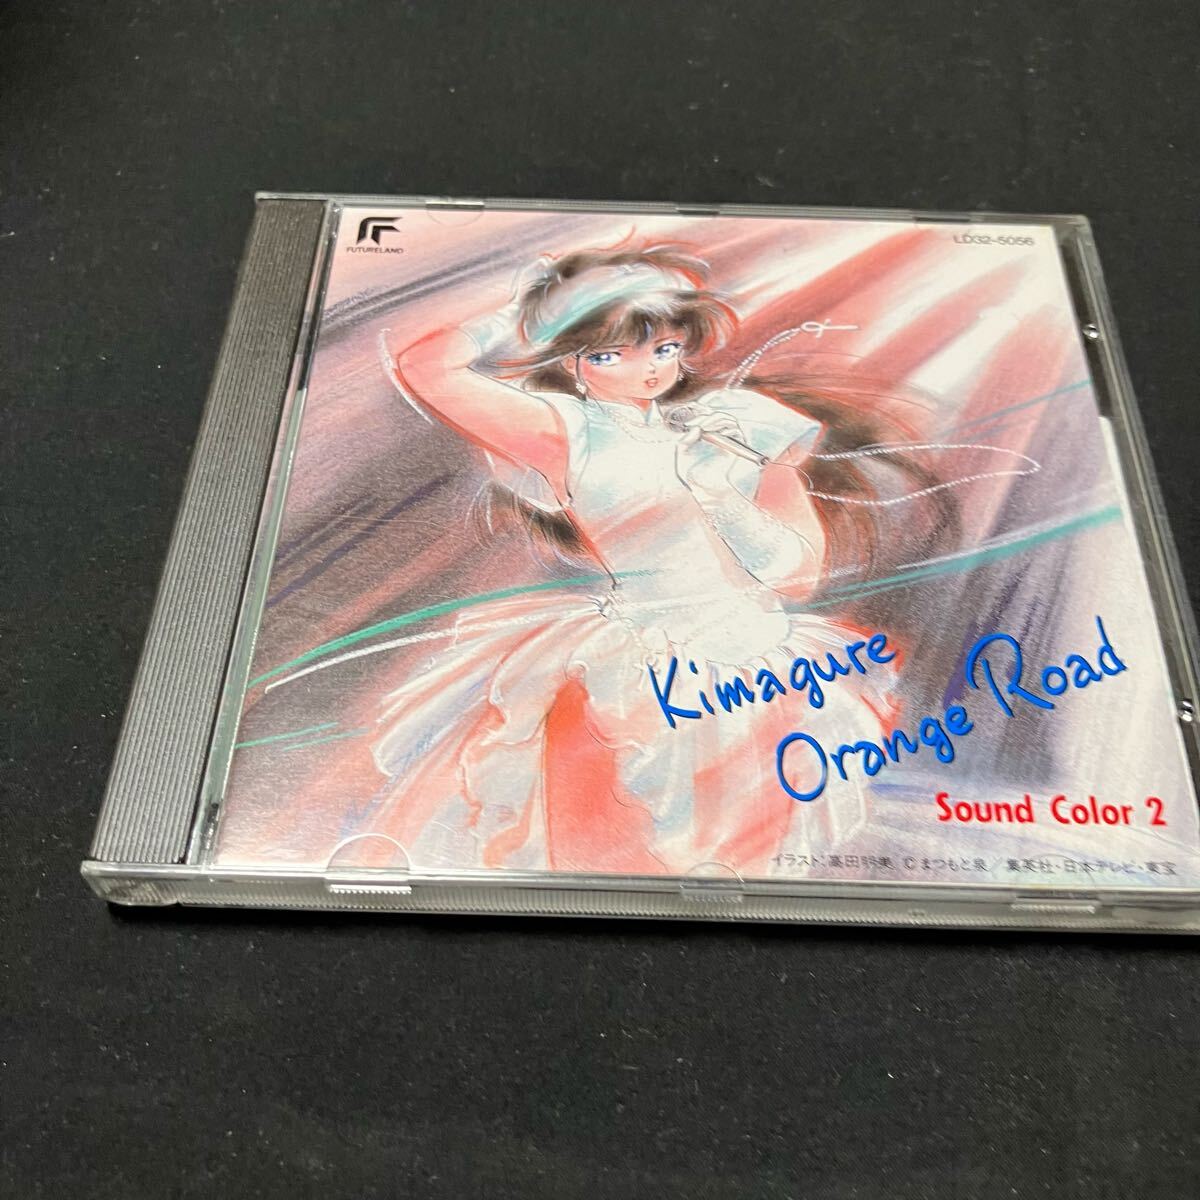 FUTURELAND
LD32-5056
Kimagure
Orange Road
Sound Color 2
イラスト:高田明美 ©まつもと泉/集英社・日本テレビ・東宝